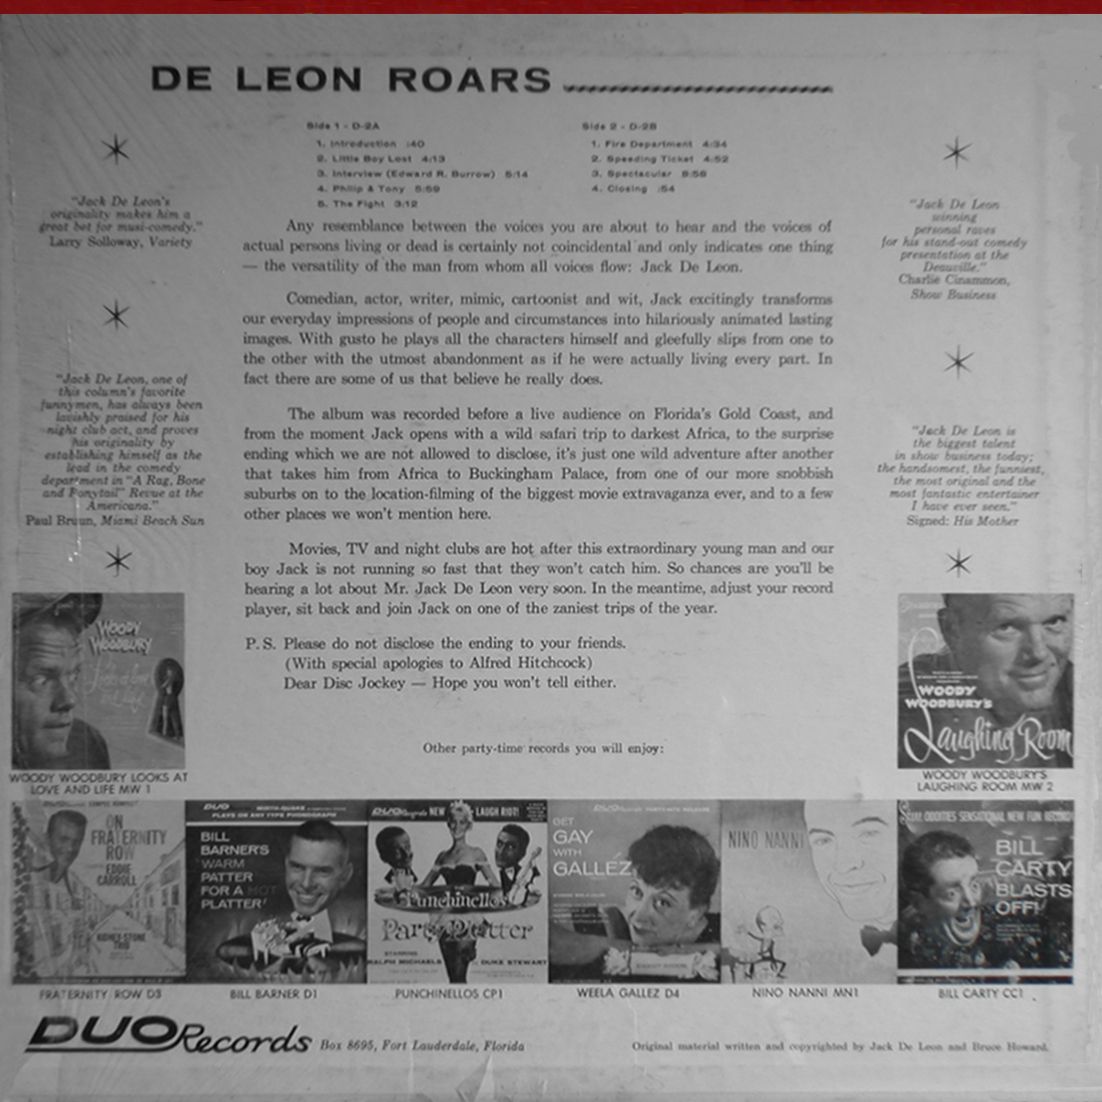 DE LEON ROARS
Side 1 - D-2A
1. Introduction :40
2. Little Boy Lost 4:13
3. Interview (Edward R. Burrow) 5:14
4. Philip & Tony 5:59
5. The Fight 3:12
Side 2 - D-2B
1. Fire Department 4:34
2. Speeding Ticket 4:52
3. Spectacular 8:58
4. Closing :54
"Jack De Leon's
originality makes him a
great bet for musi-comedy."
Larry Solloway, Variety
"Jack De Leon, one of
this column's favorite
funnymen, has always been
lavishly praised for his
night club act, and proves
his originality by
establishing himself as the
lead in the comedy
department in "A Rag, Bone
and Ponytail" Revue at the
Americana."
Paul Bruun, Miami Beach Sun
Any resemblance between the voices you are about to hear and the voices of
actual persons living or dead is certainly not coincidental and only indicates one thing
— the versatility of the man from whom all voices flow: Jack De Leon.
Comedian, actor, writer, mimic, cartoonist and wit, Jack excitingly transforms
our everyday impressions of people and circumstances into hilariously animated lasting
images. With gusto he plays all the characters himself and gleefully slips from one to
the other with the utmost abandonment as if he were actually living every part. In
fact there are some of us that believe he really does.
The album was recorded before a live audience on Florida's Gold Coast, and
from the moment Jack opens with a wild safari trip to darkest Africa, to the surprise
ending which we are not allowed to disclose, it's just one wild adventure after another
that takes him from Africa to Buckingham Palace, from one of our more snobbish
suburbs on to the location-filming of the biggest movie extravaganza ever, and to a few
other places we won't mention here.
Movies, TV and night clubs are hot after this extraordinary young man and our
boy Jack is not running so fast that they won't catch him. So chances are you'll be
hearing a lot about Mr. Jack De Leon very soon. In the meantime, adjust your record
player, sit back and join Jack on one of the zaniest trips of the year.
P.S. Please do not disclose the ending to your friends.
(With special apologies to Alfred Hitchcock)
Dear Disc Jockey — Hope you won't tell either.
"Jack De Leon
winning
personal raves
for his stand-out comedy
presentation at the
Deauville."
Charlie Cinammon,
Show Business
"Jack De Leon is
the biggest talent
in show business today;
the handsomest, the funniest,
the most original and the
most fantastic entertainer
I have ever seen."
Signed: His Mother
Other party-time records you will enjoy:
WOODY
WOODBURY
WOODY WOODBURY LOOKS AT
LOVE AND LIFE MW 1
WOODY
WOODBURY'S
Laughing Room
WOODY WOODBURY'S
LAUGHING ROOM MW 2
ON
FRATERNITY
ROW
EDDIE
CARROLL
KIDNEY-STONE
TRIO
FRATERNITY ROW D3
DUO
PLAYS ON ANY TYPE PHONOGRAPH
BILL
BARNER'S
WARM
PATTER
FOR A HOT
PLATTER!
BILL BARNER D1
DUO NEW LAUGH RIOT!
Punchinellos
Party Platter
STARRING
RALPH MICHAELS DUKE STEWART
PUNCHINELLOS CP1
GET
GAY
WITH
GALLEZ
WEELA GALLEZ D4
NINO NANNI
NINO NANNI MN1
ODDITIES SENSATIONAL NEW FUN RECORD
BILL
CARTY
BLASTS
OFF!
BILL CARTY CC1
DUO Records Box 8695, Fort Lauderdale, Florida
Original material written and copyrighted by Jack De Leon and Bruce Howard.